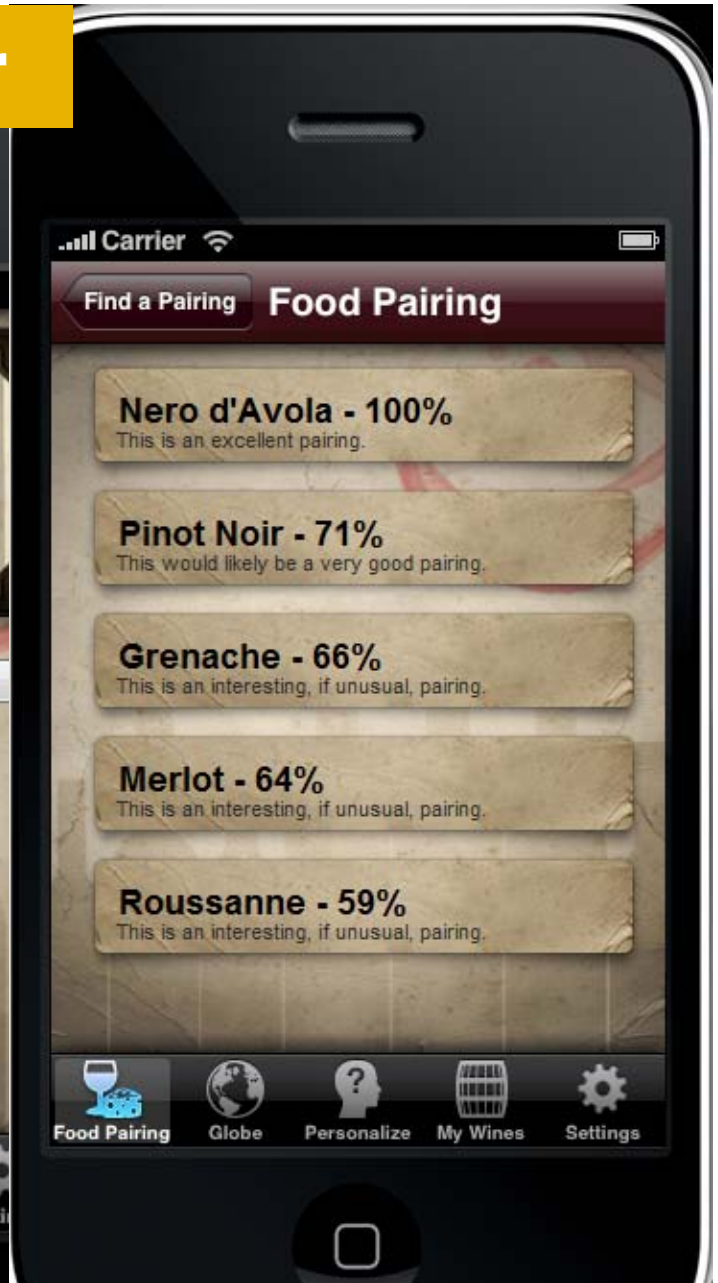 Carrier
Find a Pairing Food Pairing
Nero d'Avola - 100%
This is an excellent pairing.
Pinot Noir - 71%
This would likely be a very good pairing.
Grenache - 66%
This is an interesting, if unusual, pairing.
Merlot - 64%
This is an interesting, if unusual, pairing.
Roussanne - 59%
This is an interesting, if unusual, pairing.
Food Pairing Globe Personalize My Wines Settings